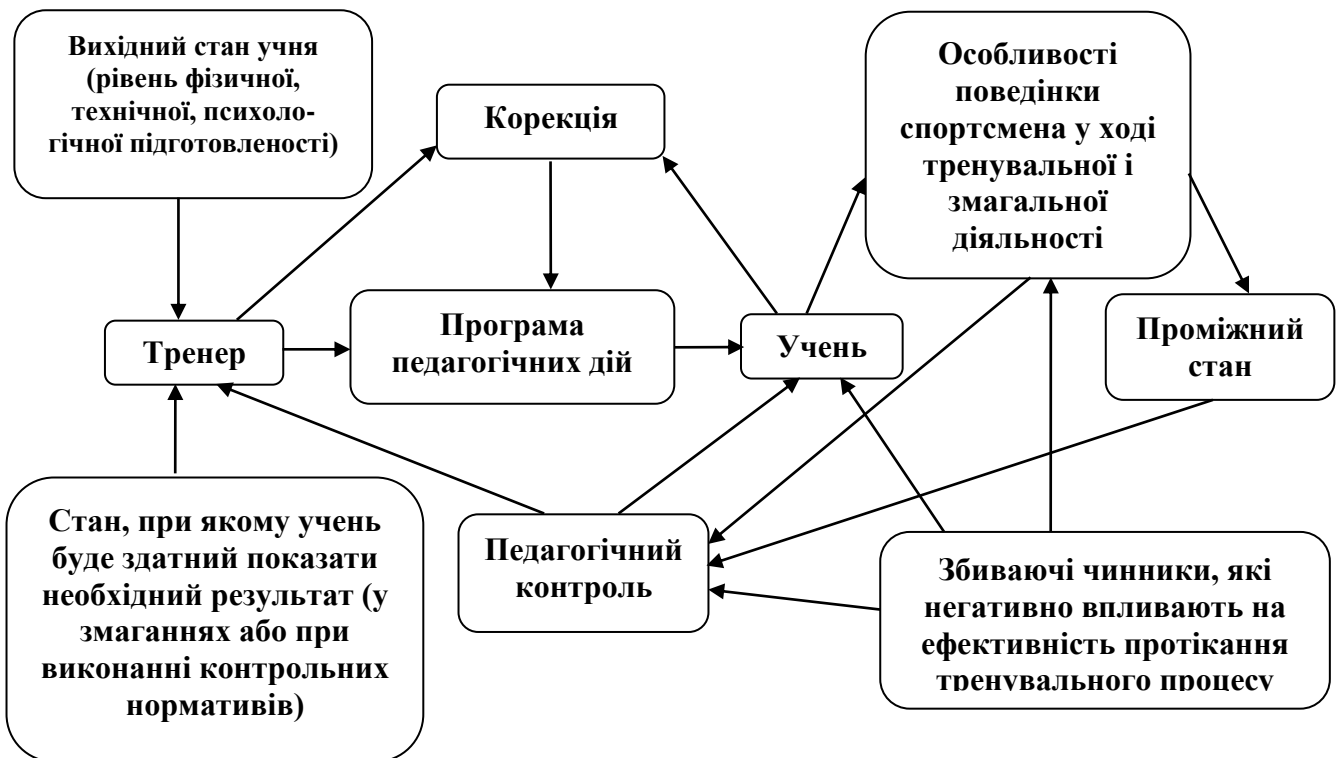 Вихідний стан учня
(рівень фізичної,
технічної, психоло-
гічної підготовленості)
Корекція
Особливості
поведінки
спортсмена у ході
тренувальної і
змагальної
діяльності
Тренер
Програма
педагогічних дій
Учень
Проміжний
стан
Стан, при якому учень
буде здатний показати
необхідний результат (у
змаганнях або при
виконанні контрольних
нормативів)
Педагогічний
контроль
Збиваючі чинники, які
негативно впливають на
ефективність протікання
тренувального процесу